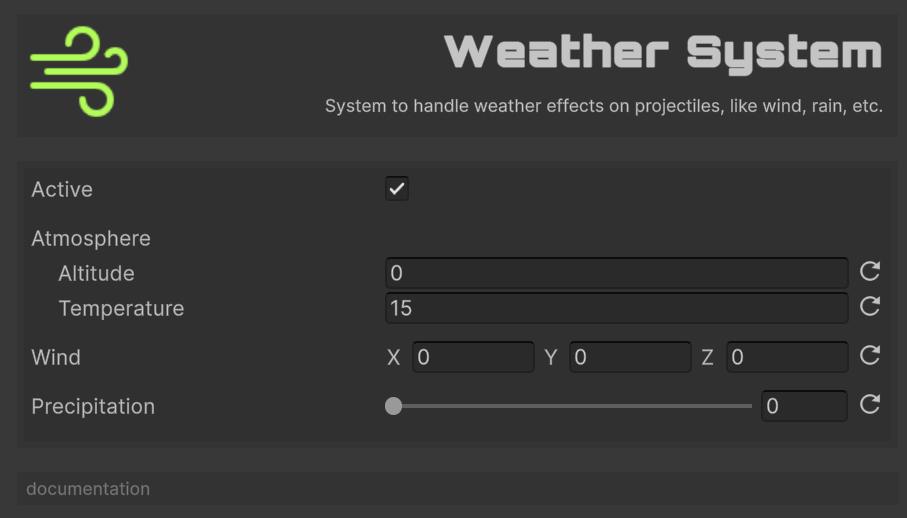 Weather System
System to handle weather effects on projectiles, like wind, rain, etc.
Active
Atmosphere
Altitude 0
Temperature 15
Wind X 0 Y 0 Z 0
Precipitation 0
documentation